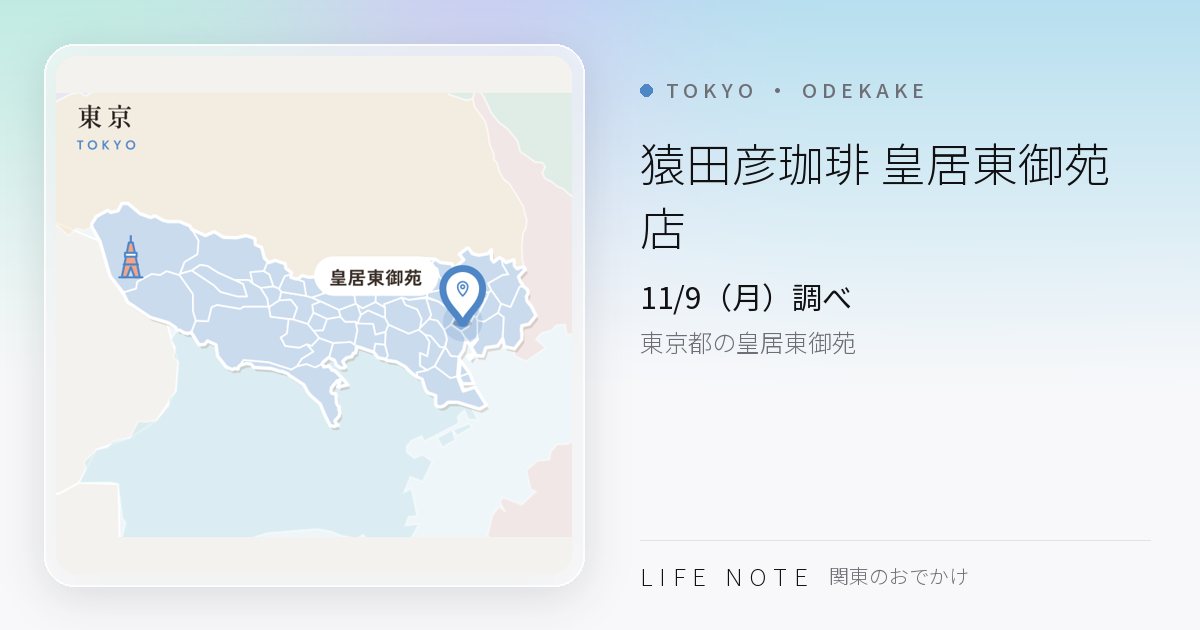 東京
TOKYO
皇居東御苑
TOKYO • ODEKAKE
猿田彦珈琲 皇居東御苑
店
11/9（月）調べ
東京都の皇居東御苑
LIFE NOTE 関東のおでかけ